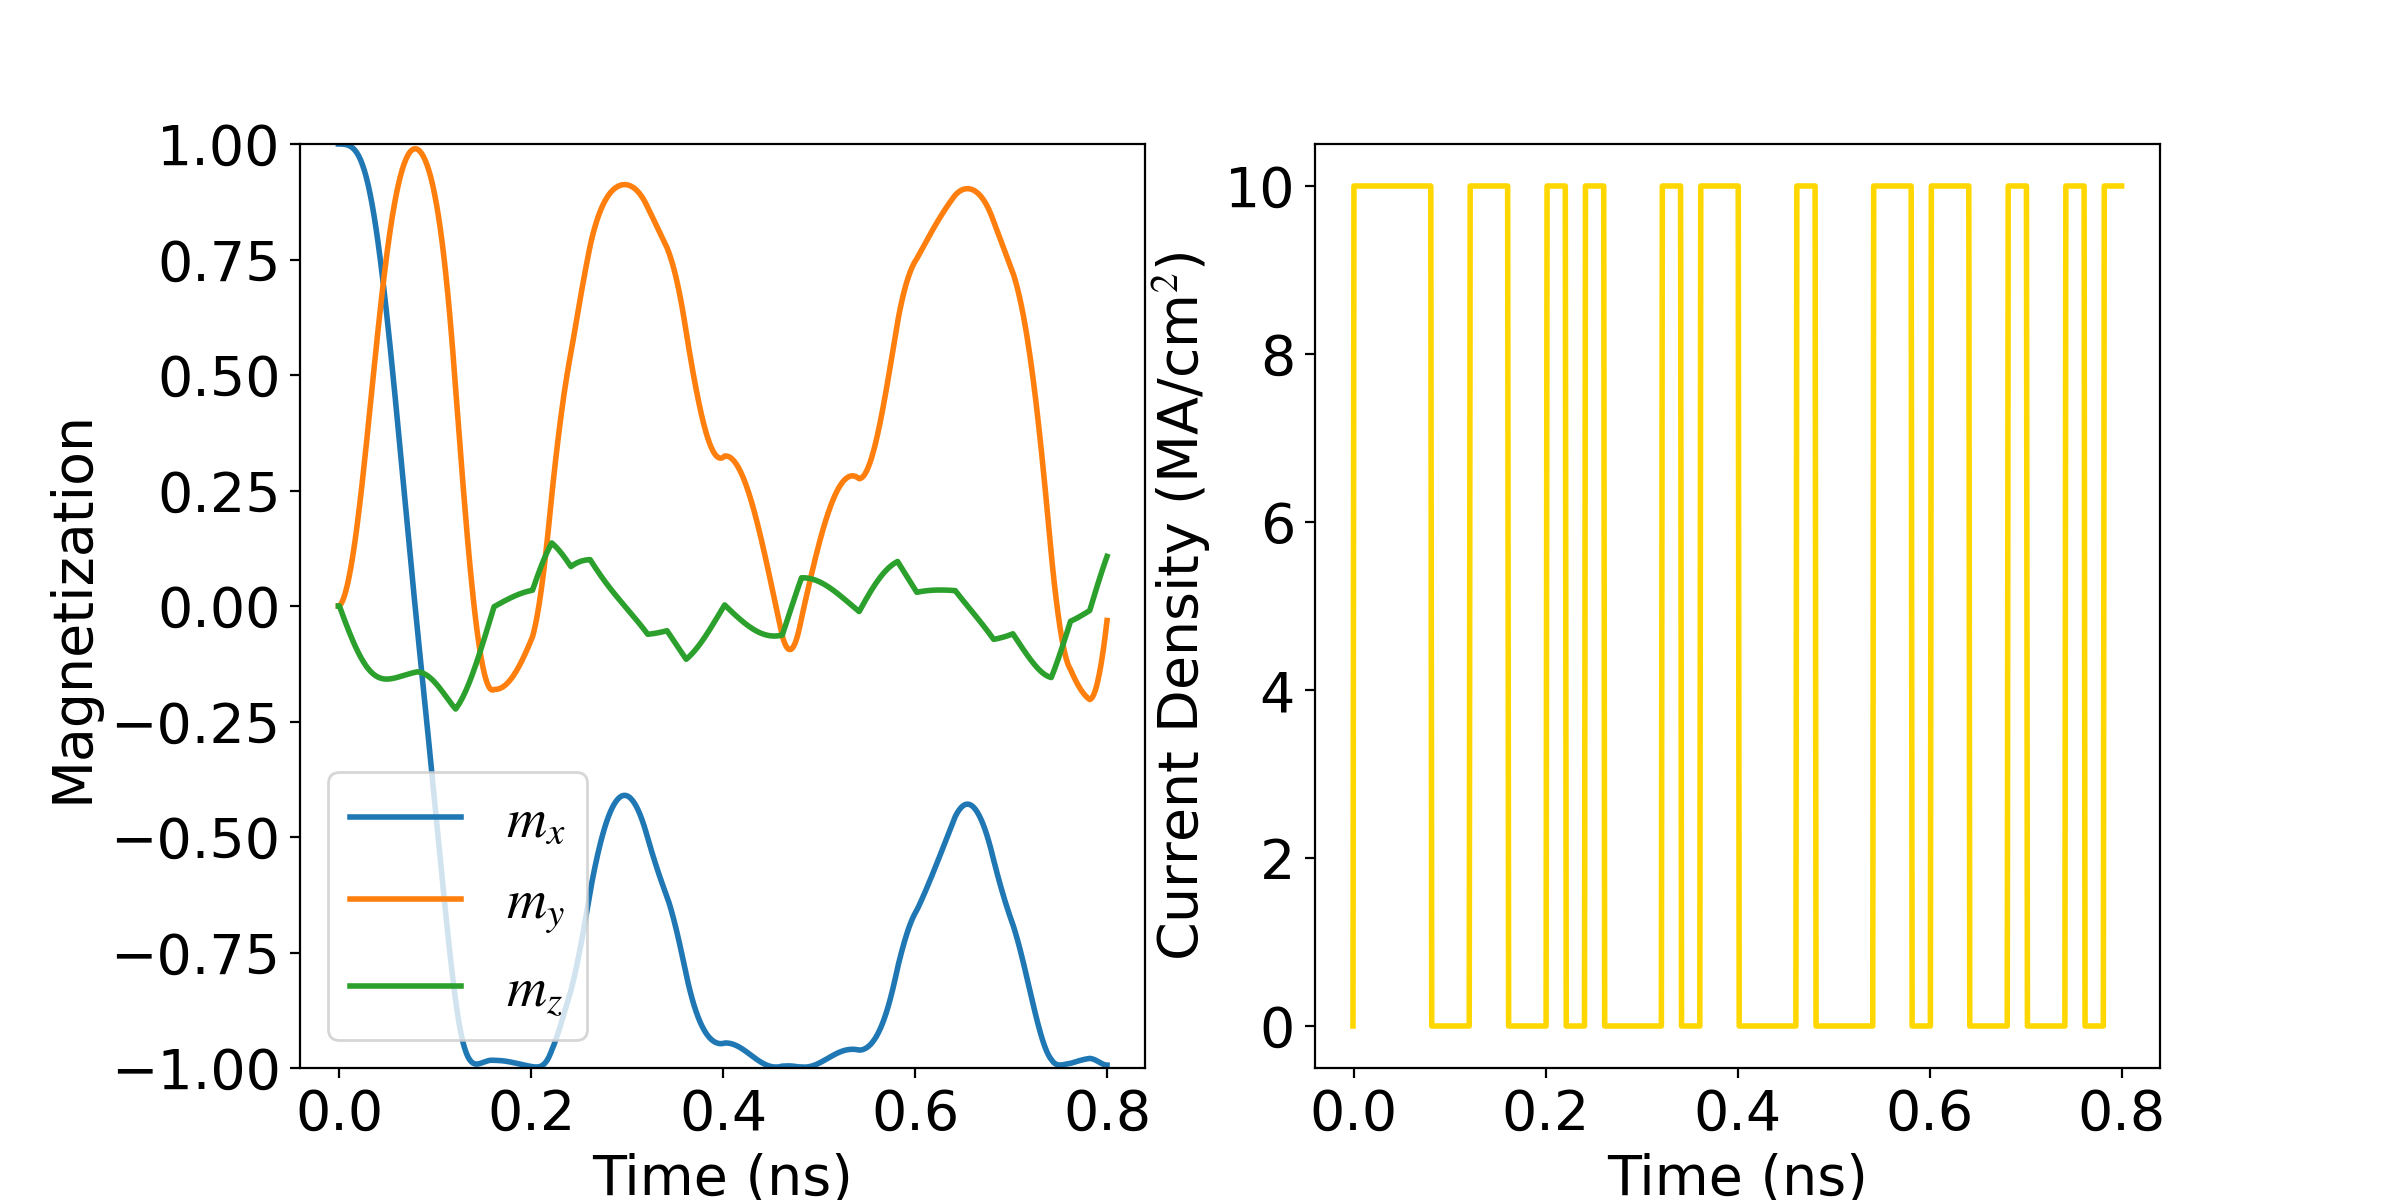 Magnetization
1.00
0.75
0.50
0.25
0.00
−0.25
−0.50
−0.75
−1.00
m_x
m_y
m_z
0.0 0.2 0.4 0.6 0.8
Time (ns)
Current Density (MA/cm²)
10
8
6
4
2
0
0.0 0.2 0.4 0.6 0.8
Time (ns)